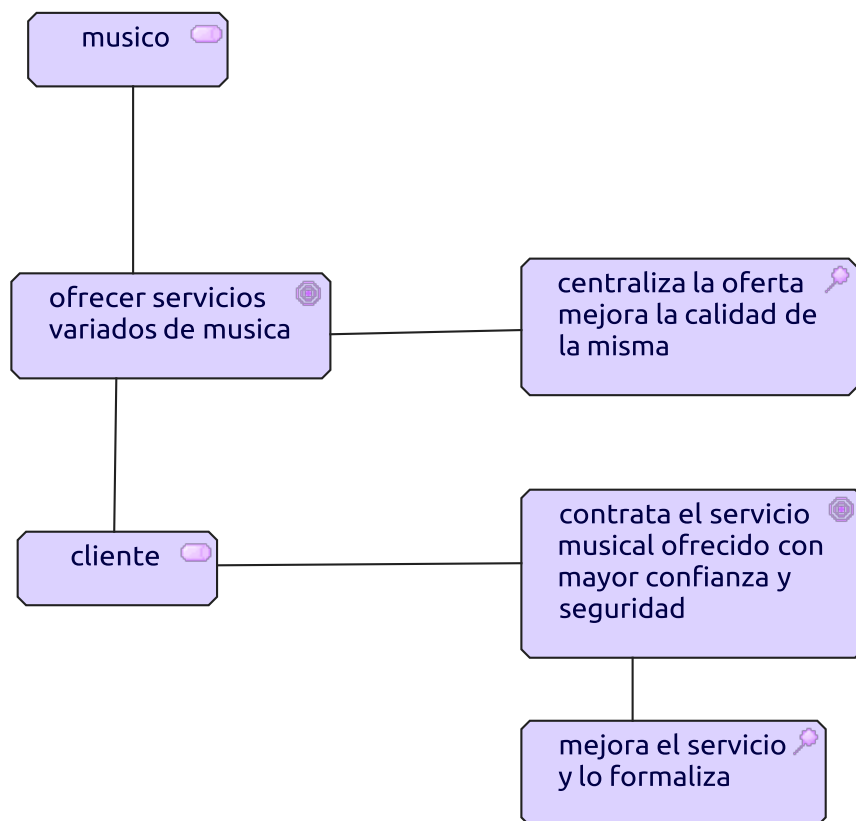 musico
ofrecer servicios
variados de musica
centraliza la oferta
mejora la calidad de
la misma
cliente
contrata el servicio
musical ofrecido con
mayor confianza y
seguridad
mejora el servicio
y lo formaliza